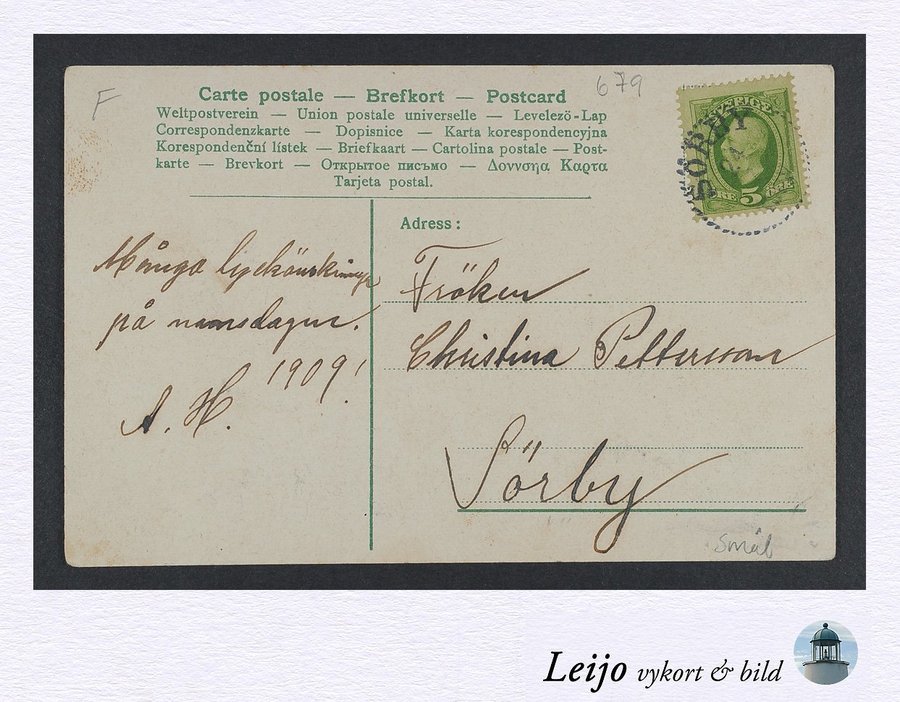 F
679
Carte postale — Brefkort — Postcard
Weltpostverein — Union postale universelle — Levelező-Lap
Correspondenzkarte — Dopisnice — Karta korespondencyjna
Korespondenční lístek — Briefkaart — Cartolina postale — Post-
karte — Brevkort — Открытое письмо — Δοννσηα Καρτα
Tarjeta postal.
SVERIGE
5
SÖRBY
Adress:
Många lyckönskningar
på namnsdagen.
1909!
A. H.
Fröken
Christina Pettersson
Sörby
Smål
Leijo vykort & bild